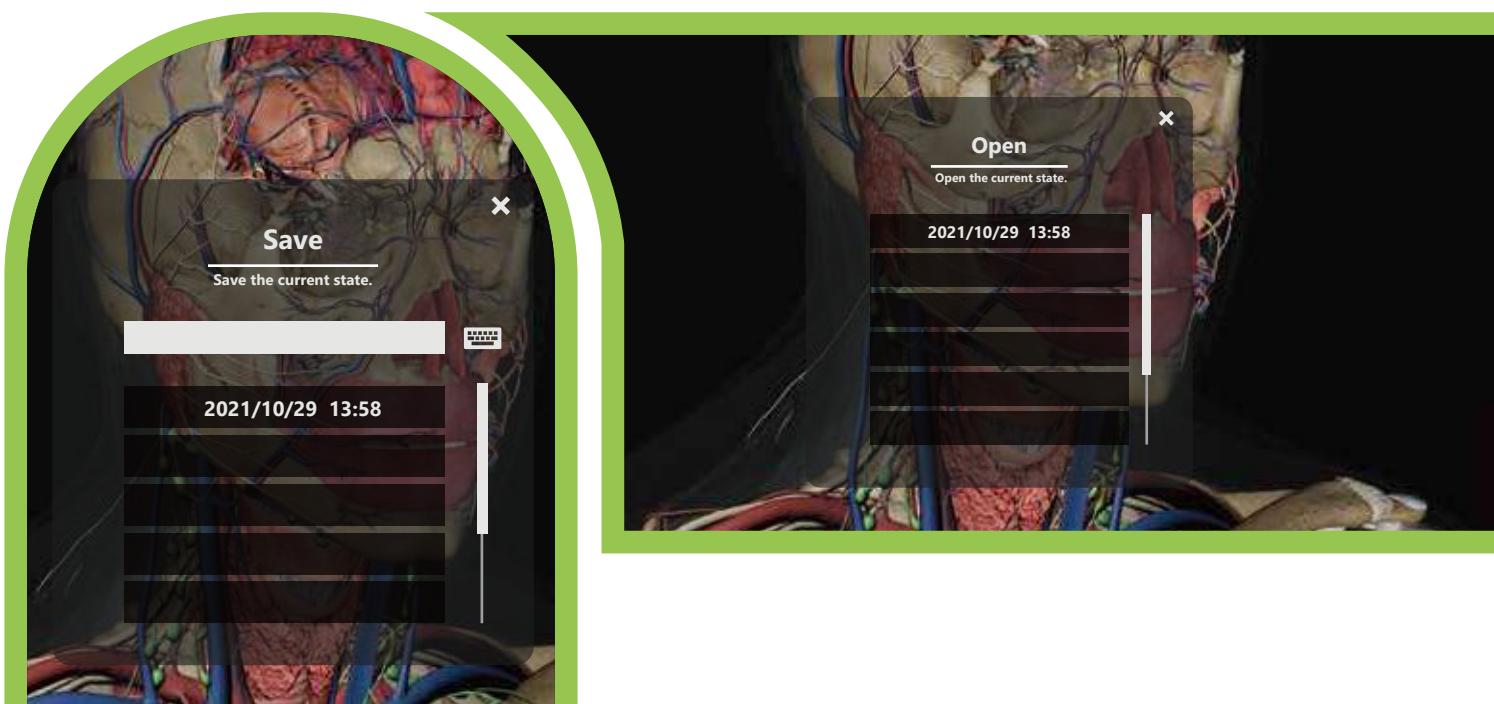 Save
Save the current state.
2021/10/29 13:58
Open
Open the current state.
2021/10/29 13:58